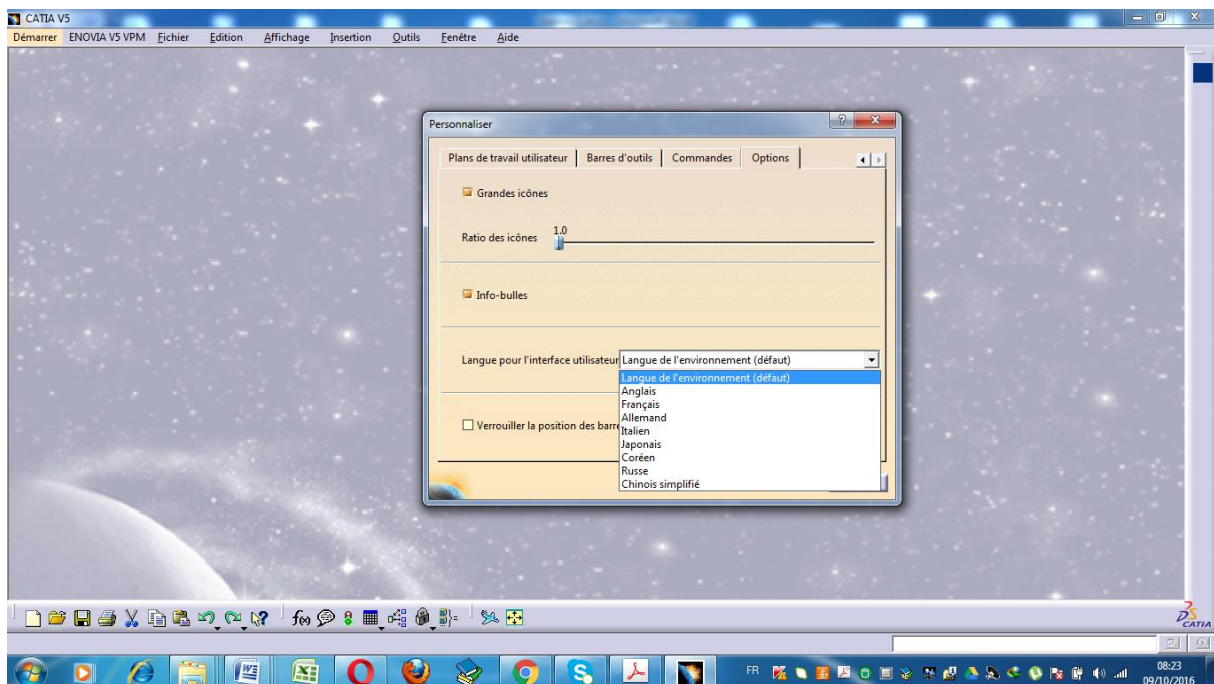 CATIA V5
Démarrer ENOVIA V5 VPM Fichier Edition Affichage Insertion Outils Fenêtre Aide
Personnaliser
Plans de travail utilisateur Barres d'outils Commandes Options
Grandes icônes
Ratio des icônes 1.0
Info-bulles
Langue pour l'interface utilisateur Langue de l'environnement (défaut)
Langue de l'environnement (défaut)
Anglais
Français
Allemand
Verrouiller la position des barre
Italien
Japonais
Coréen
Russe
Chinois simplifié
CATIA
FR
08:23
09/10/2016